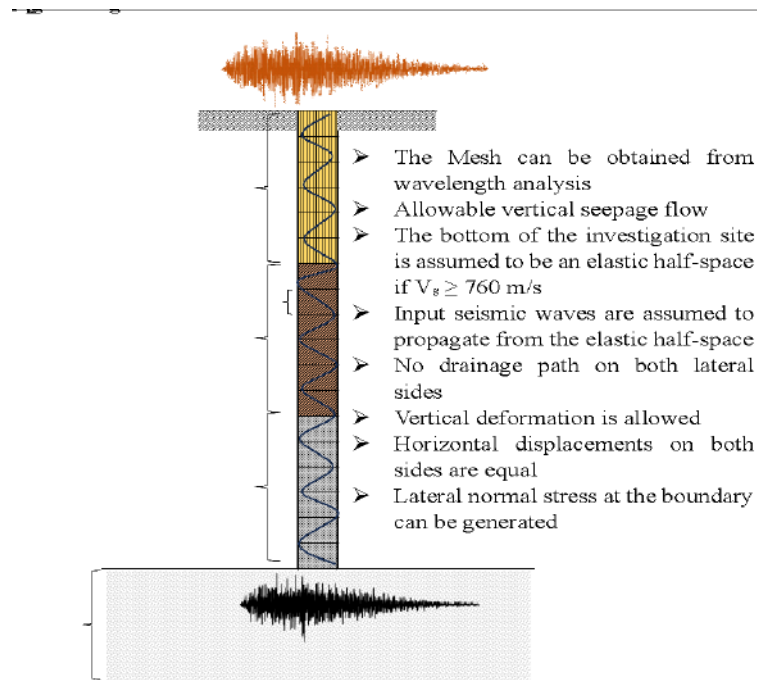 ➢ The Mesh can be obtained from
wavelength analysis
➢ Allowable vertical seepage flow
➢ The bottom of the investigation site
is assumed to be an elastic half-space
if Vₛ ≥ 760 m/s
➢ Input seismic waves are assumed to
propagate from the elastic half-space
➢ No drainage path on both lateral
sides
➢ Vertical deformation is allowed
➢ Horizontal displacements on both
sides are equal
➢ Lateral normal stress at the boundary
can be generated